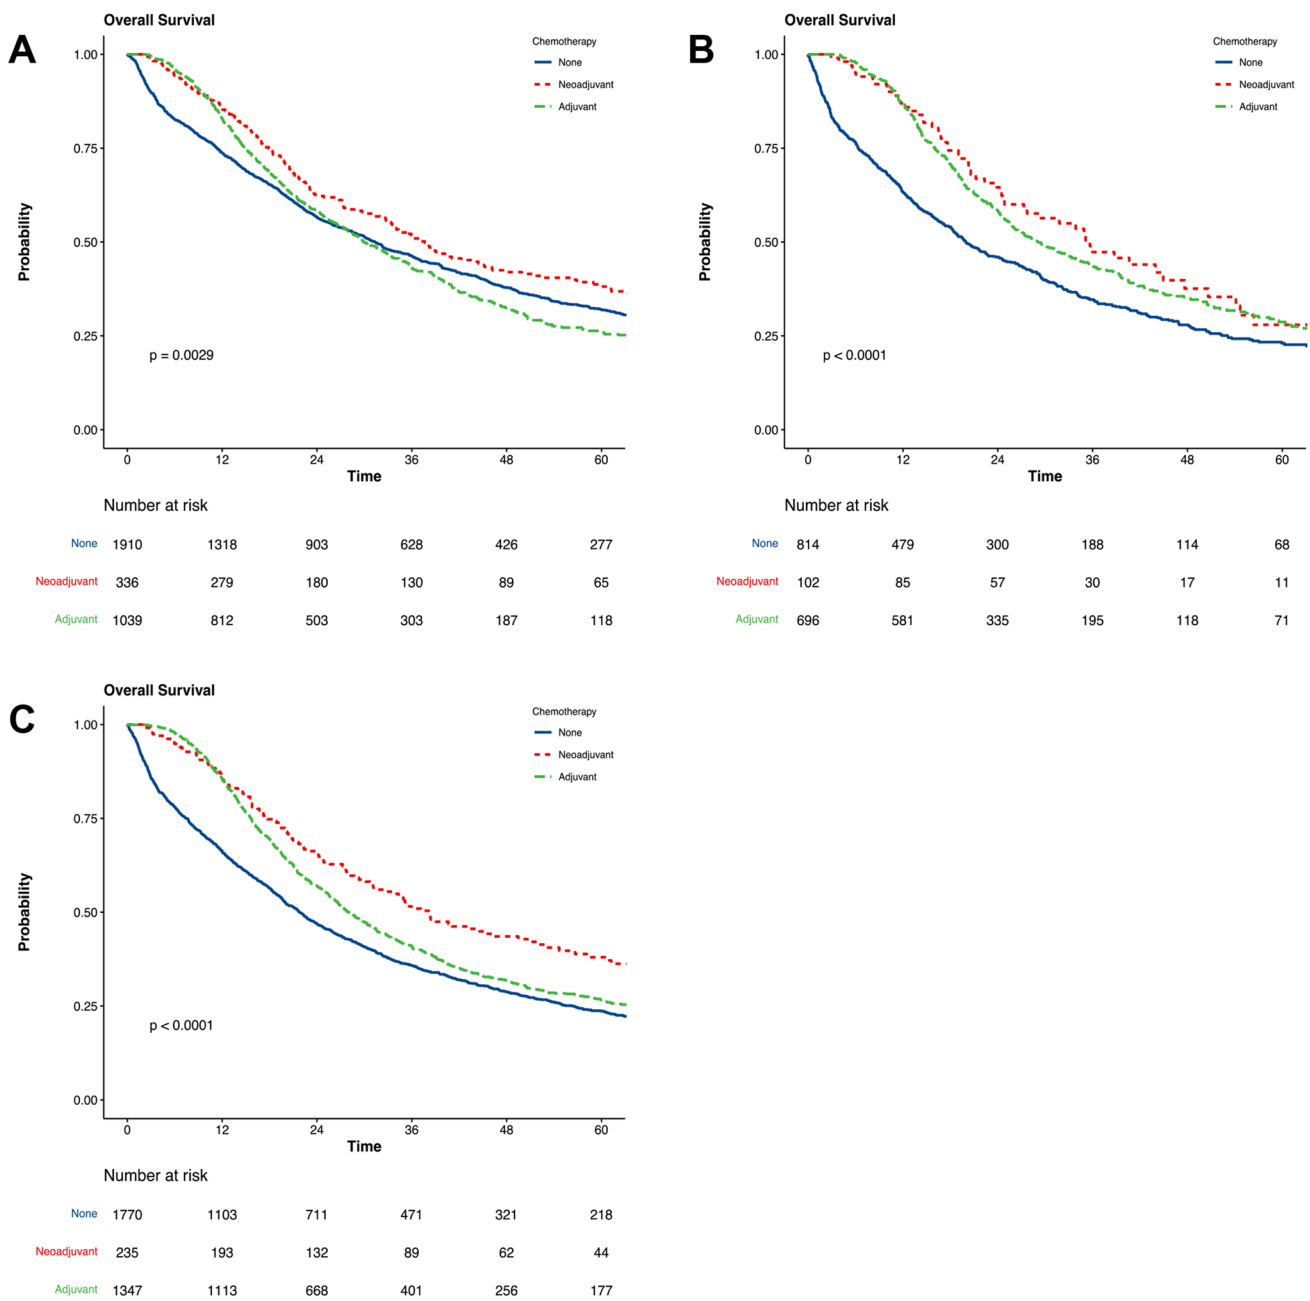 A
Overall Survival
Chemotherapy
None
Neoadjuvant
Adjuvant
1.00
0.75
0.50
0.25
0.00
Probability
p = 0.0029
0 12 24 36 48 60
Time
Number at risk
None 1910 1318 903 628 426 277
Neoadjuvant 336 279 180 130 89 65
Adjuvant 1039 812 503 303 187 118
B
Overall Survival
Chemotherapy
None
Neoadjuvant
Adjuvant
1.00
0.75
0.50
0.25
0.00
Probability
p < 0.0001
0 12 24 36 48 60
Time
Number at risk
None 814 479 300 188 114 68
Neoadjuvant 102 85 57 30 17 11
Adjuvant 696 581 335 195 118 71
C
Overall Survival
Chemotherapy
None
Neoadjuvant
Adjuvant
1.00
0.75
0.50
0.25
0.00
Probability
p < 0.0001
0 12 24 36 48 60
Time
Number at risk
None 1770 1103 711 471 321 218
Neoadjuvant 235 193 132 89 62 44
Adjuvant 1347 1113 668 401 256 177